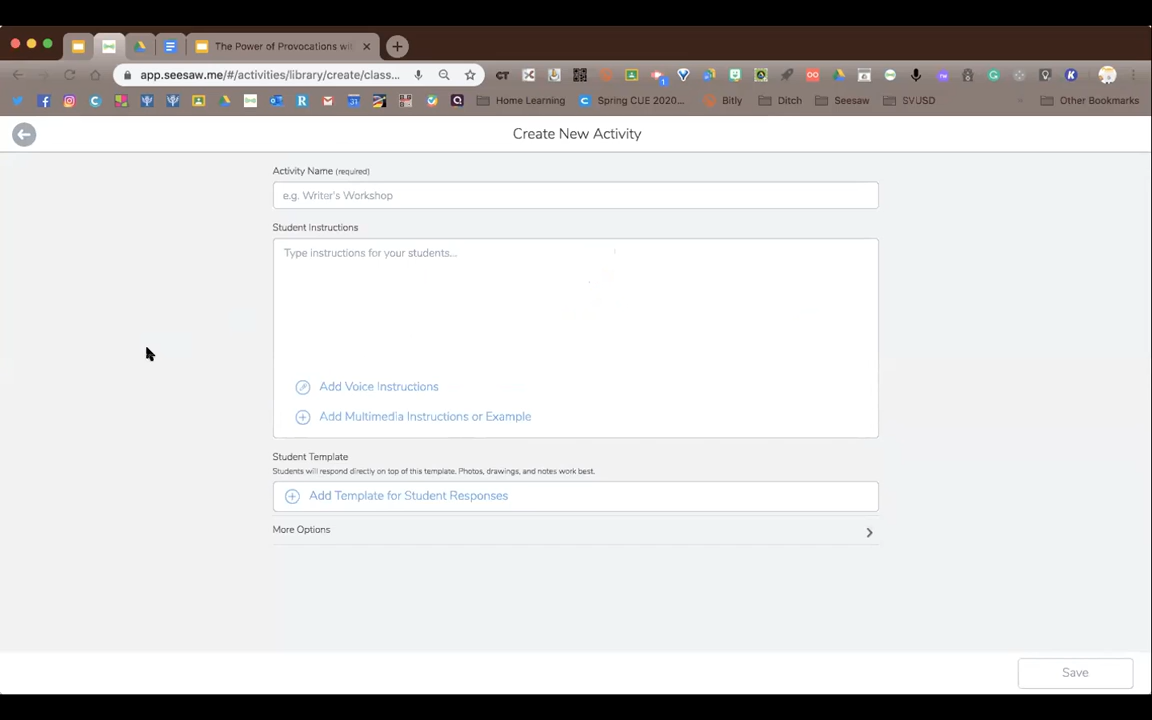 The Power of Provocations wit
app.seesaw.me/#/activities/library/create/class...
Home Learning
Spring CUE 2020...
Bitly
Ditch
Seesaw
SVUSD
Other Bookmarks
Create New Activity
Activity Name (required)
e.g. Writer's Workshop
Student Instructions
Type instructions for your students...
Add Voice Instructions
Add Multimedia Instructions or Example
Student Template
Students will respond directly on top of this template. Photos, drawings, and notes work best.
Add Template for Student Responses
More Options
Save